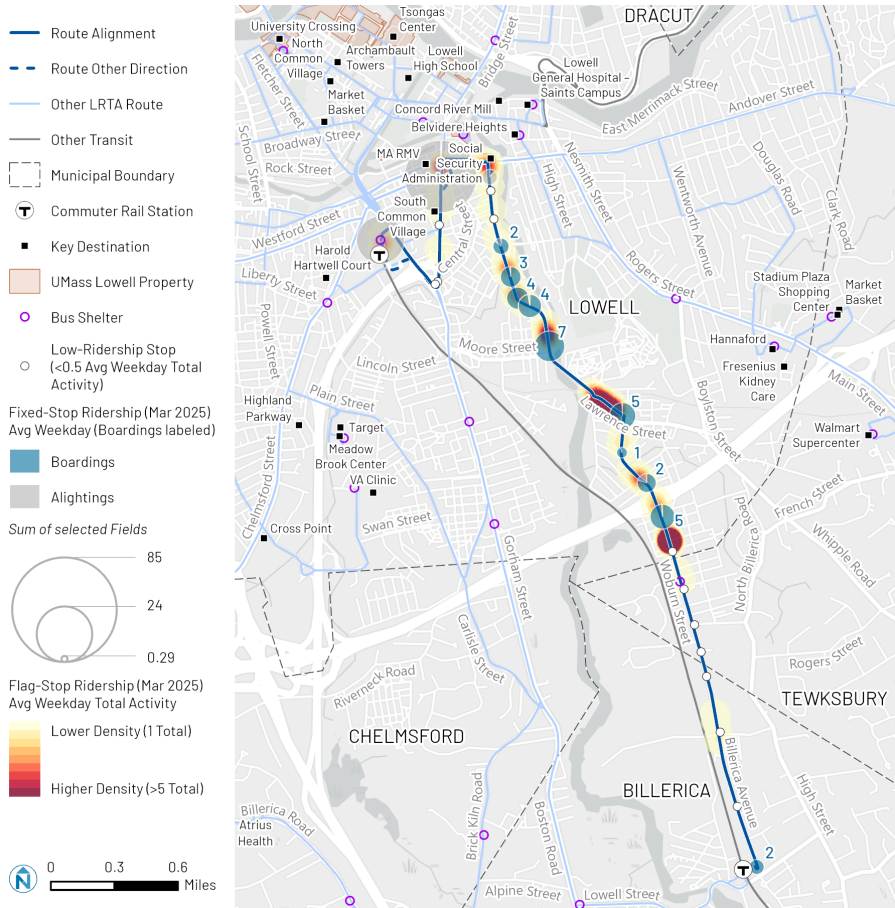 Route Alignment
Route Other Direction
Other LRTA Route
Other Transit
Municipal Boundary
Commuter Rail Station
Key Destination
UMass Lowell Property
Bus Shelter
Low-Ridership Stop
(<0.5 Avg Weekday Total
Activity)
Fixed-Stop Ridership (Mar 2025)
Avg Weekday (Boardings labeled)
Boardings
Alightings
Sum of selected Fields
85
24
0.29
Flag-Stop Ridership (Mar 2025)
Avg Weekday Total Activity
Lower Density (1 Total)
Higher Density (>5 Total)
N
0
0.3
0.6
Miles
DRACUT
Tsongas
Center
University Crossing
North
Common
Village
Archambault
Towers
Lowell
High School
Bridge Street
Lowell
General Hospital -
Saints Campus
Fletcher Street
Market
Basket
Concord River Mill
East Merrimack Street
Andover Street
Broadway Street
Belvidere Heights
School Street
Rock Street
MA RMV
Social
Security
Administration
Nesmith Street
High Street
Douglas Road
Wentworth Avenue
Clark Road
South
Common
Village
Westford Street
Central Street
Harold
Hartwell Court
Liberty Street
Rogers Street
Stadium Plaza
Shopping
Center
Market
Basket
2
3
4
4
LOWELL
7
Powell Street
Lincoln Street
Moore Street
Hannaford
Fresenius
Kidney
Care
Main Street
Plain Street
Highland
Parkway
5
Lawrence Street
Boylston Street
Target
Meadow
Brook Center
Walmart
Supercenter
1
2
VA Clinic
Chelmsford Street
Swan Street
French Street
Cross Point
5
Whipple Road
Gorham Street
Woburn Street
North Billerica Road
Carlisle Street
Rogers Street
Riverneck Road
TEWKSBURY
CHELMSFORD
BILLERICA
Billerica Avenue
High Street
Billerica Road
Atrius
Health
Brick Kiln Road
Boston Road
2
T
T
T
Alpine Street
Lowell Street